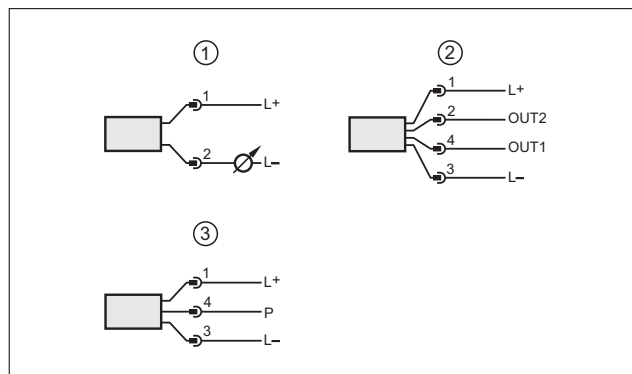 ①
1 L+
2 L–
②
1 L+
2 OUT2
4 OUT1
3 L–
③
1 L+
4 P
3 L–